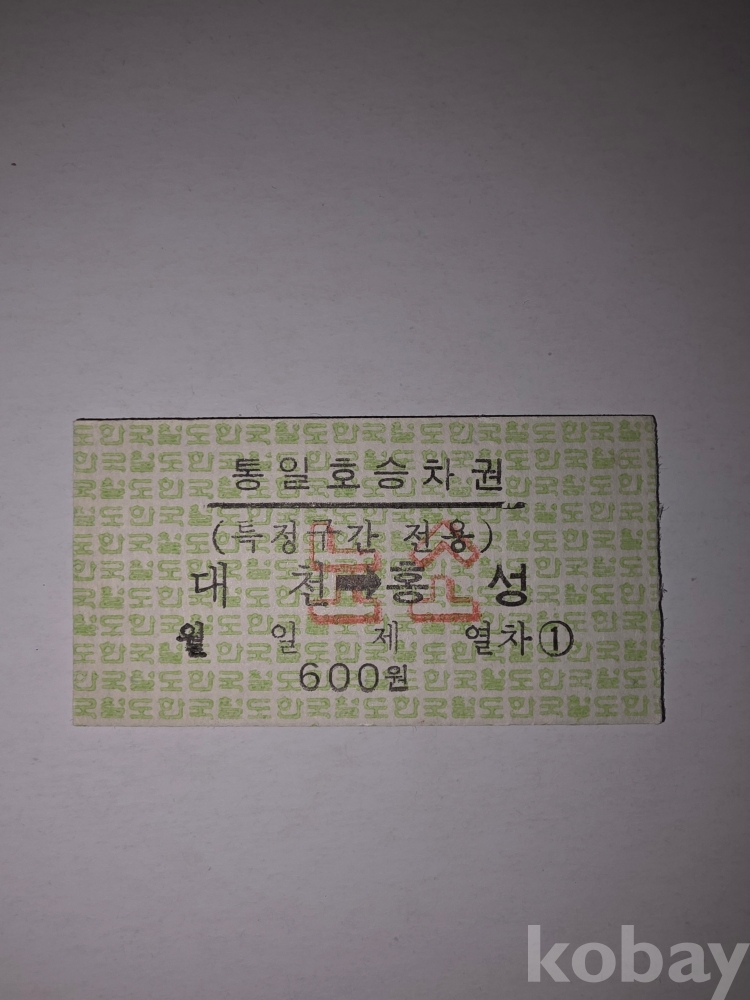 통일호승차권
(특정구간 전용)
대 천➡홍 성
월 일 제 열차①
600원
kobay